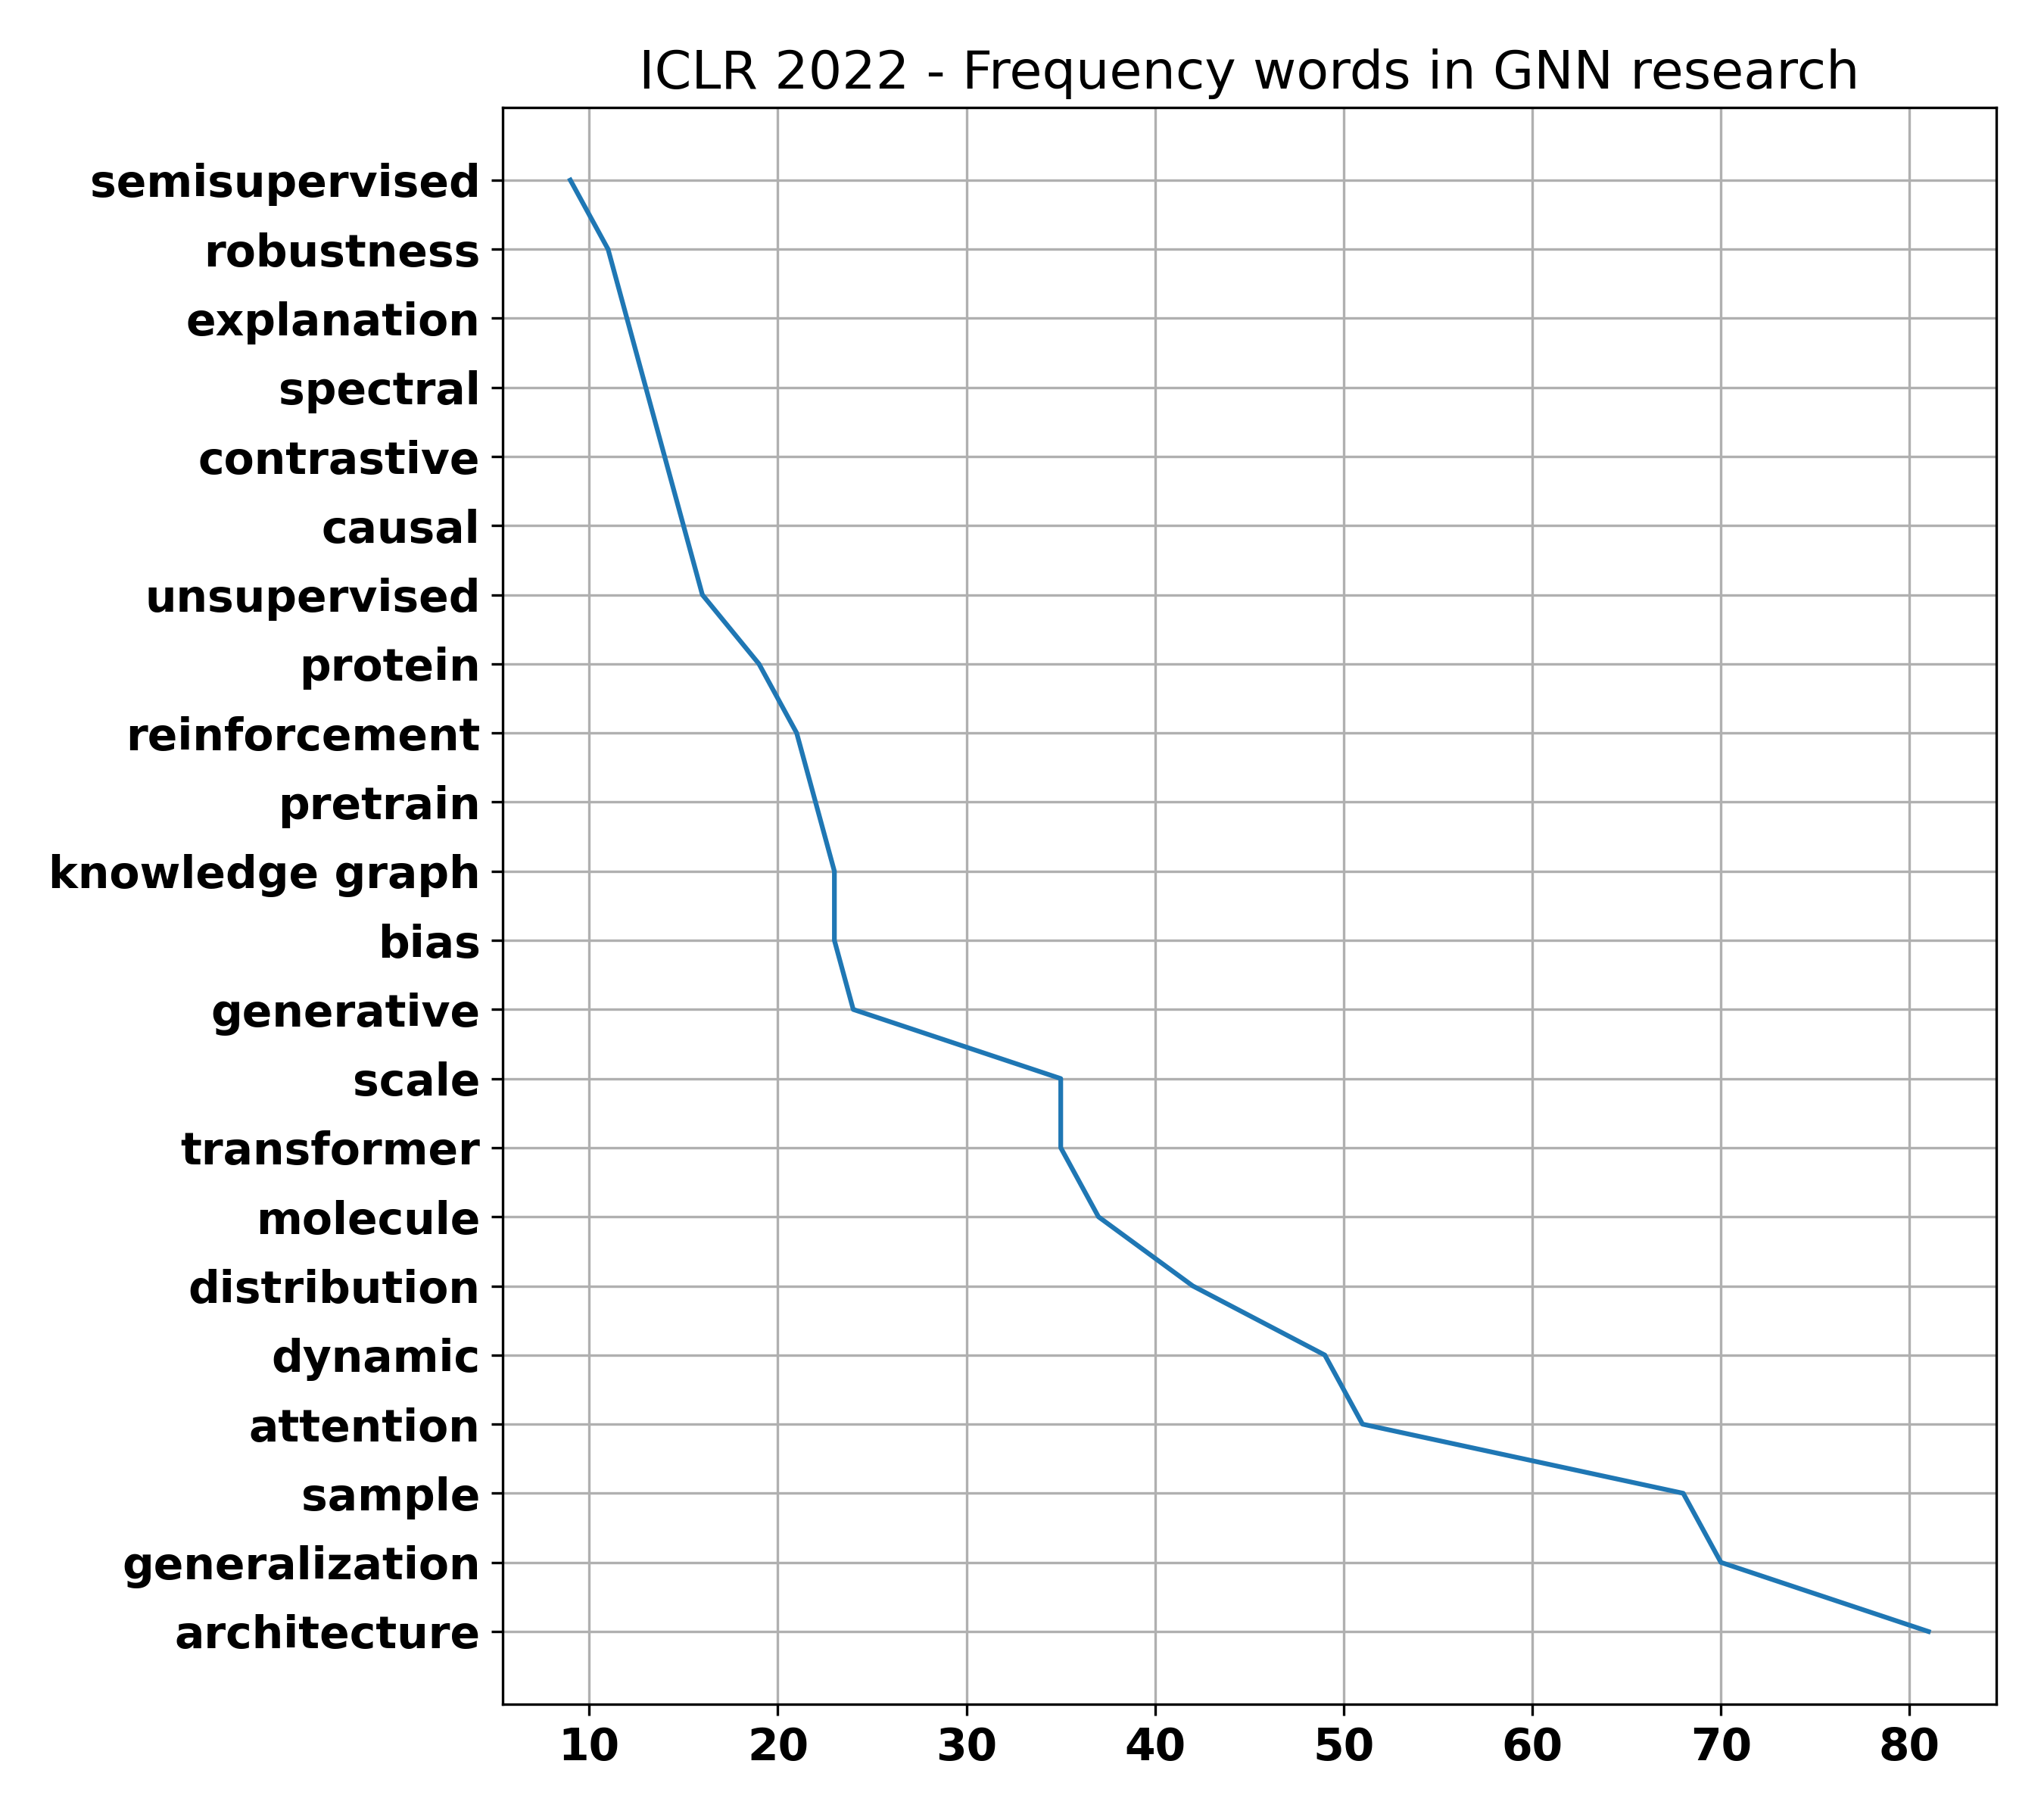 ICLR 2022 - Frequency words in GNN research
semisupervised
robustness
explanation
spectral
contrastive
causal
unsupervised
protein
reinforcement
pretrain
knowledge graph
bias
generative
scale
transformer
molecule
distribution
dynamic
attention
sample
generalization
architecture
10 20 30 40 50 60 70 80